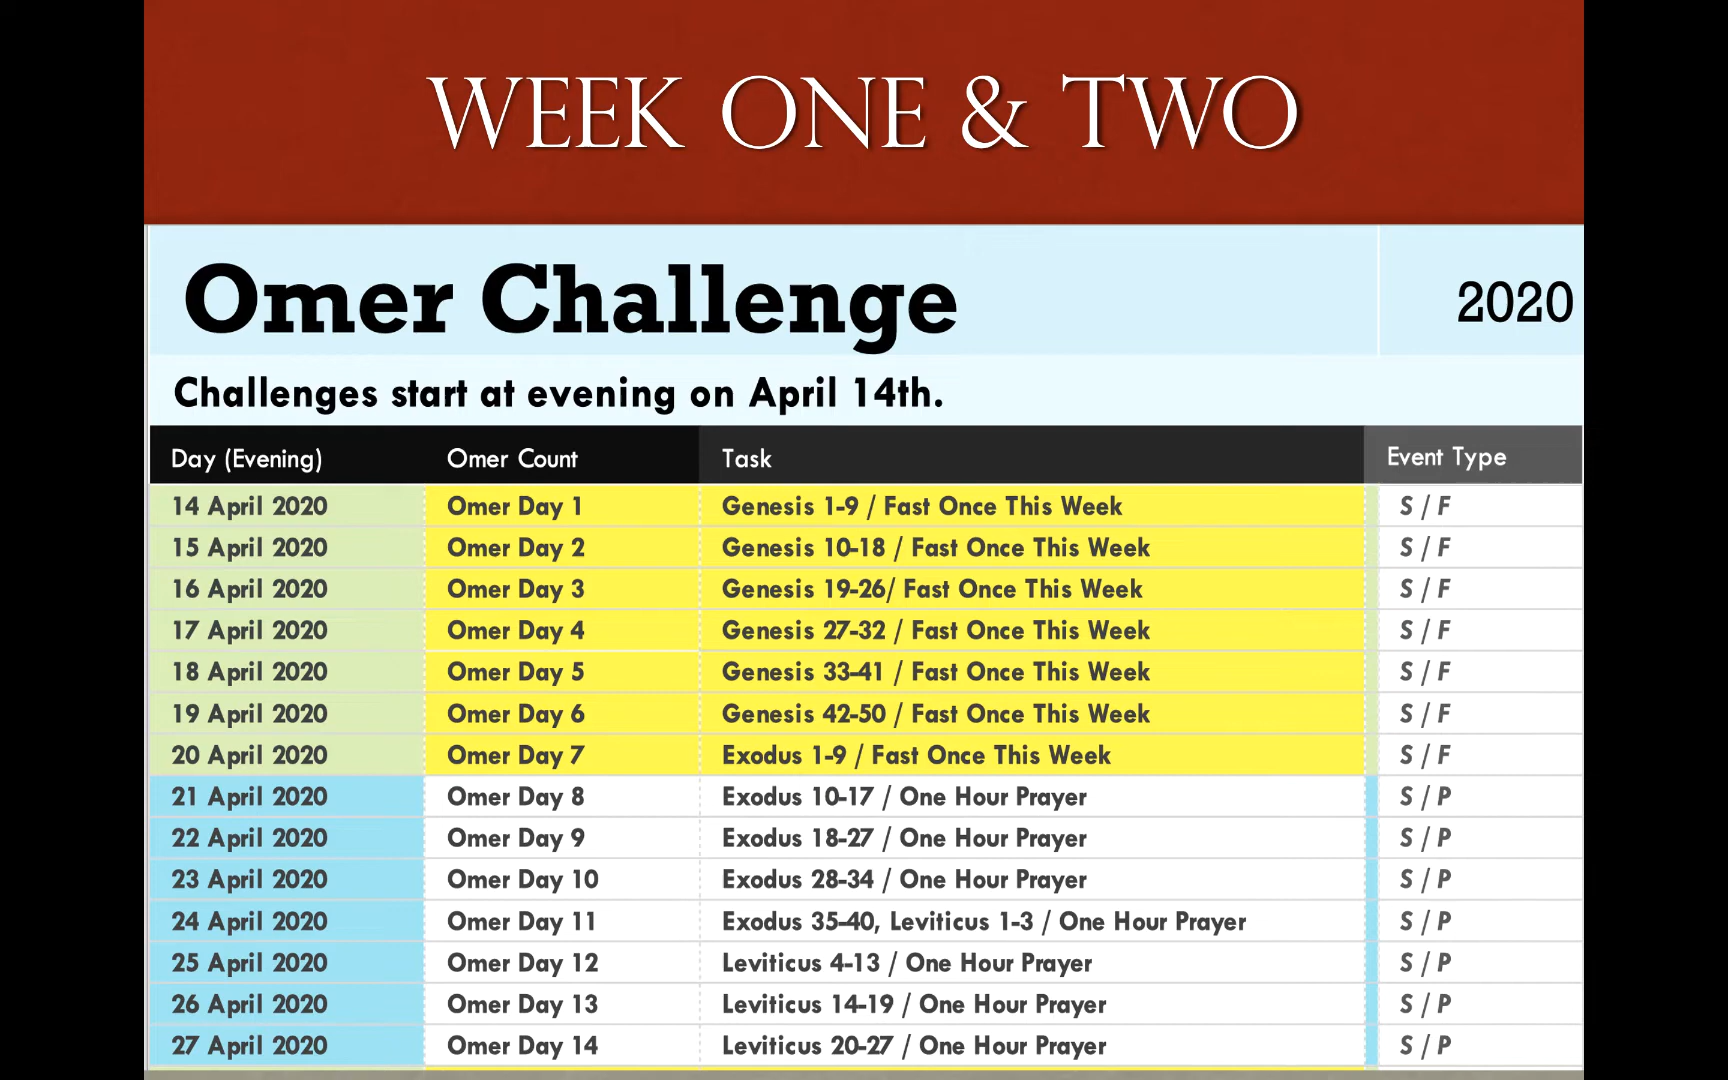 WEEK ONE & TWO
Omer Challenge 2020
Challenges start at evening on April 14th.
Day (Evening) Omer Count Task Event Type
14 April 2020 Omer Day 1 Genesis 1-9 / Fast Once This Week S / F
15 April 2020 Omer Day 2 Genesis 10-18 / Fast Once This Week S / F
16 April 2020 Omer Day 3 Genesis 19-26/ Fast Once This Week S / F
17 April 2020 Omer Day 4 Genesis 27-32 / Fast Once This Week S / F
18 April 2020 Omer Day 5 Genesis 33-41 / Fast Once This Week S / F
19 April 2020 Omer Day 6 Genesis 42-50 / Fast Once This Week S / F
20 April 2020 Omer Day 7 Exodus 1-9 / Fast Once This Week S / F
21 April 2020 Omer Day 8 Exodus 10-17 / One Hour Prayer S / P
22 April 2020 Omer Day 9 Exodus 18-27 / One Hour Prayer S / P
23 April 2020 Omer Day 10 Exodus 28-34 / One Hour Prayer S / P
24 April 2020 Omer Day 11 Exodus 35-40, Leviticus 1-3 / One Hour Prayer S / P
25 April 2020 Omer Day 12 Leviticus 4-13 / One Hour Prayer S / P
26 April 2020 Omer Day 13 Leviticus 14-19 / One Hour Prayer S / P
27 April 2020 Omer Day 14 Leviticus 20-27 / One Hour Prayer S / P